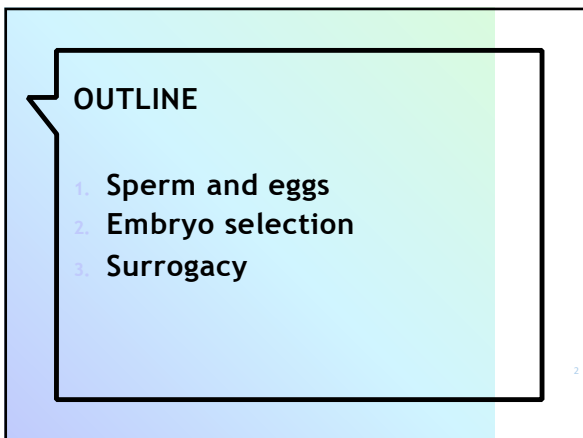 OUTLINE
1. Sperm and eggs
2. Embryo selection
3. Surrogacy
2